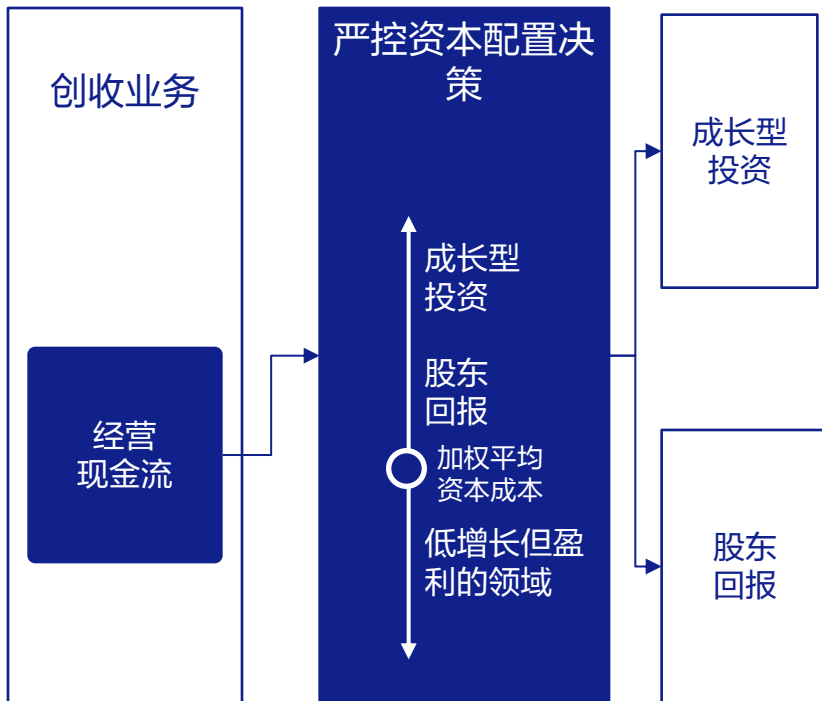 创收业务
经营
现金流
严控资本配置决
策
成长型
投资
股东
回报
加权平均
资本成本
低增长但盈
利的领域
成长型
投资
股东
回报